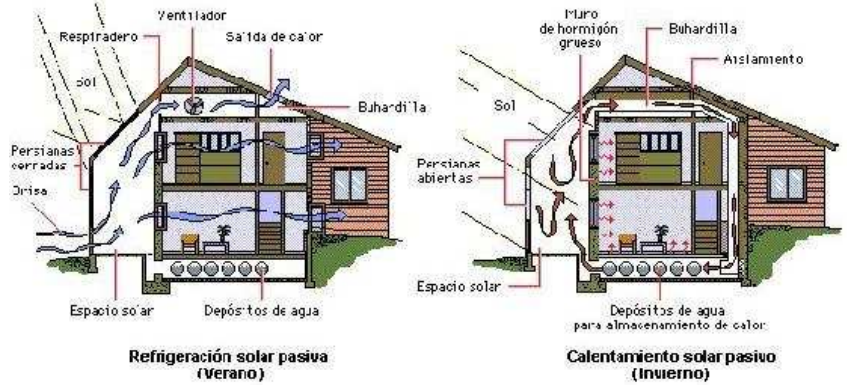 Ventilador
Respiradero
Salida de calor
Sol
Buhardilla
Persianas
cerradas
Brisa
Espacio solar
Depósitos de agua
Refrigeración solar pasiva
(Verano)
Muro
de hormigón
grueso
Buhardilla
Aislamiento
Sol
Persianas
abiertas
Espacio solar
Depósitos de agua
para almacenamiento de calor
Calentamiento solar pasivo
(Invierno)